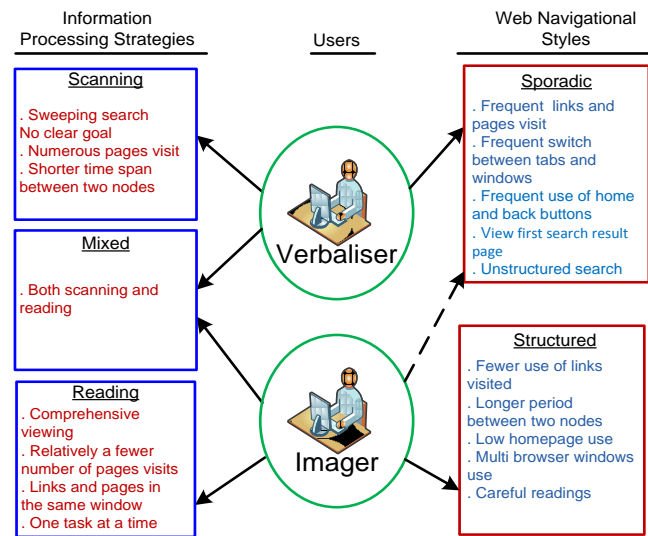 Information
Processing Strategies
Users
Web Navigational
Styles
Scanning
. Sweeping search
No clear goal
. Numerous pages visit
. Shorter time span
between two nodes
Mixed
. Both scanning and
reading
Reading
. Comprehensive
viewing
. Relatively a fewer
number of pages visits
. Links and pages in
the same window
. One task at a time
Verbaliser
Imager
Sporadic
. Frequent links and
pages visit
. Frequent switch
between tabs and
windows
. Frequent use of home
and back buttons
. View first search result
page
. Unstructured search
Structured
. Fewer use of links
visited
. Longer period
between two nodes
. Low homepage use
. Multi browser windows
use
. Careful readings